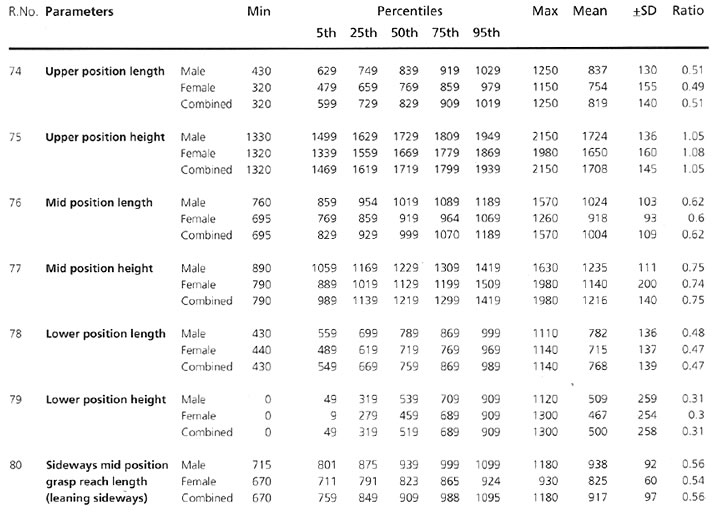 R.No. Parameters Min Percentiles Max Mean ±SD Ratio
5th 25th 50th 75th 95th
74 Upper position length Male 430 629 749 839 919 1029 1250 837 130 0.51
Female 320 479 659 769 859 979 1150 754 155 0.49
Combined 320 599 729 829 909 1019 1250 819 140 0.51
75 Upper position height Male 1330 1499 1629 1729 1809 1949 2150 1724 136 1.05
Female 1320 1339 1559 1669 1779 1869 1980 1650 160 1.08
Combined 1320 1469 1619 1719 1799 1939 2150 1708 145 1.05
76 Mid position length Male 760 859 954 1019 1089 1189 1570 1024 103 0.62
Female 695 769 859 919 964 1069 1260 918 93 0.6
Combined 695 829 929 999 1070 1189 1570 1004 109 0.62
77 Mid position height Male 890 1059 1169 1229 1309 1419 1630 1235 111 0.75
Female 790 889 1019 1129 1199 1509 1980 1140 200 0.74
Combined 790 989 1139 1219 1299 1419 1980 1216 140 0.75
78 Lower position length Male 430 559 699 789 869 999 1110 782 136 0.48
Female 440 489 619 719 769 969 1140 715 137 0.47
Combined 430 549 669 759 869 989 1140 768 139 0.47
79 Lower position height Male 0 49 319 539 709 909 1120 509 259 0.31
Female 0 9 279 459 689 909 1300 467 254 0.3
Combined 0 49 319 519 689 909 1300 500 258 0.31
80 Sideways mid position Male 715 801 875 939 999 1099 1180 938 92 0.56
grasp reach length Female 670 711 791 823 865 924 930 825 60 0.54
(leaning sideways) Combined 670 759 849 909 988 1095 1180 917 97 0.56